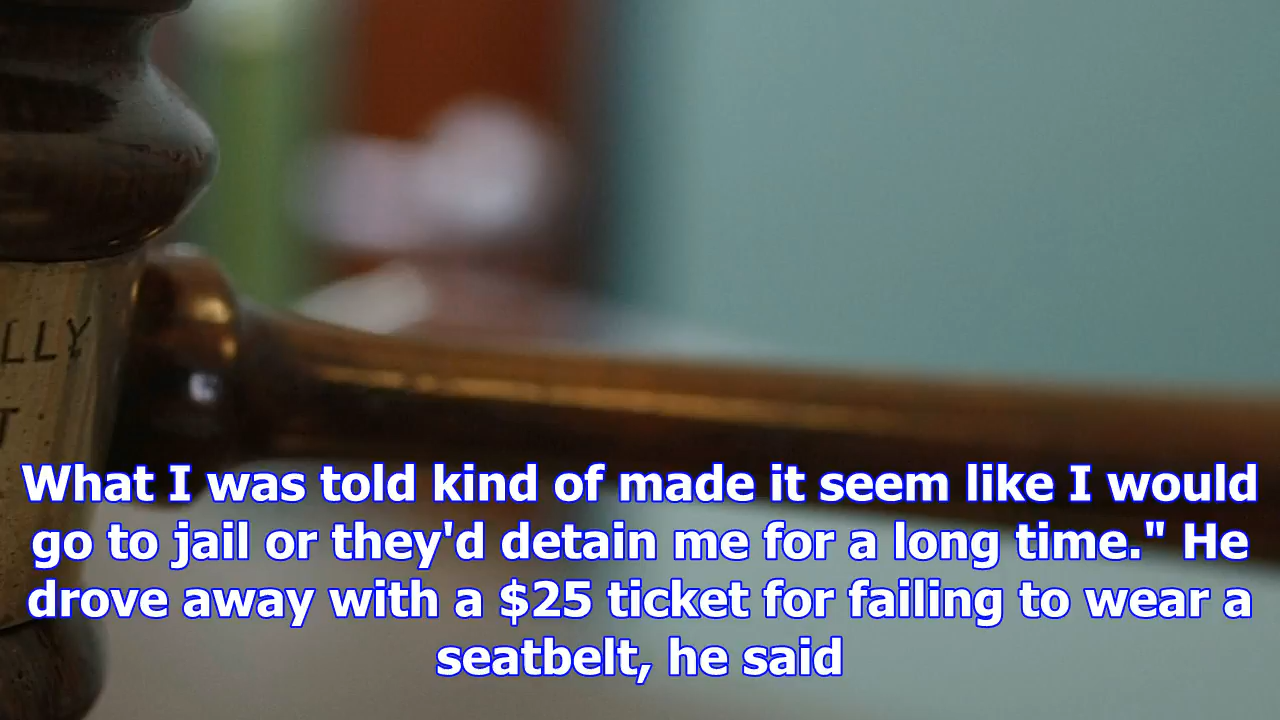 LLY
T
What I was told kind of made it seem like I would
go to jail or they'd detain me for a long time." He
drove away with a $25 ticket for failing to wear a
seatbelt, he said